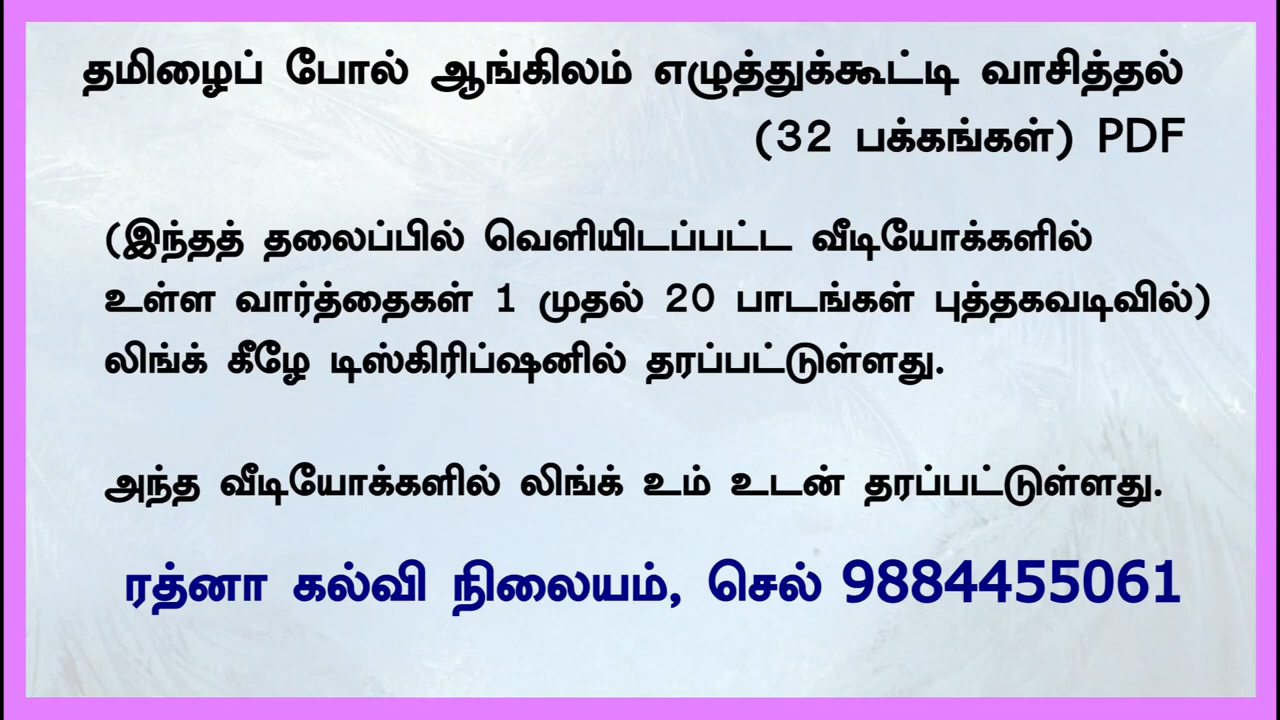 தமிழைப் போல் ஆங்கிலம் எழுத்துக்கூட்டி வாசித்தல்
(32 பக்கங்கள்) PDF
(இந்தத் தலைப்பில் வெளியிடப்பட்ட வீடியோக்களில்
உள்ள வார்த்தைகள் 1 முதல் 20 பாடங்கள் புத்தகவடிவில்)
லிங்க் கீழே டிஸ்கிரிப்ஷனில் தரப்பட்டுள்ளது.
அந்த வீடியோக்களில் லிங்க் உம் உடன் தரப்பட்டுள்ளது.
ரத்னா கல்வி நிலையம், செல் 9884455061